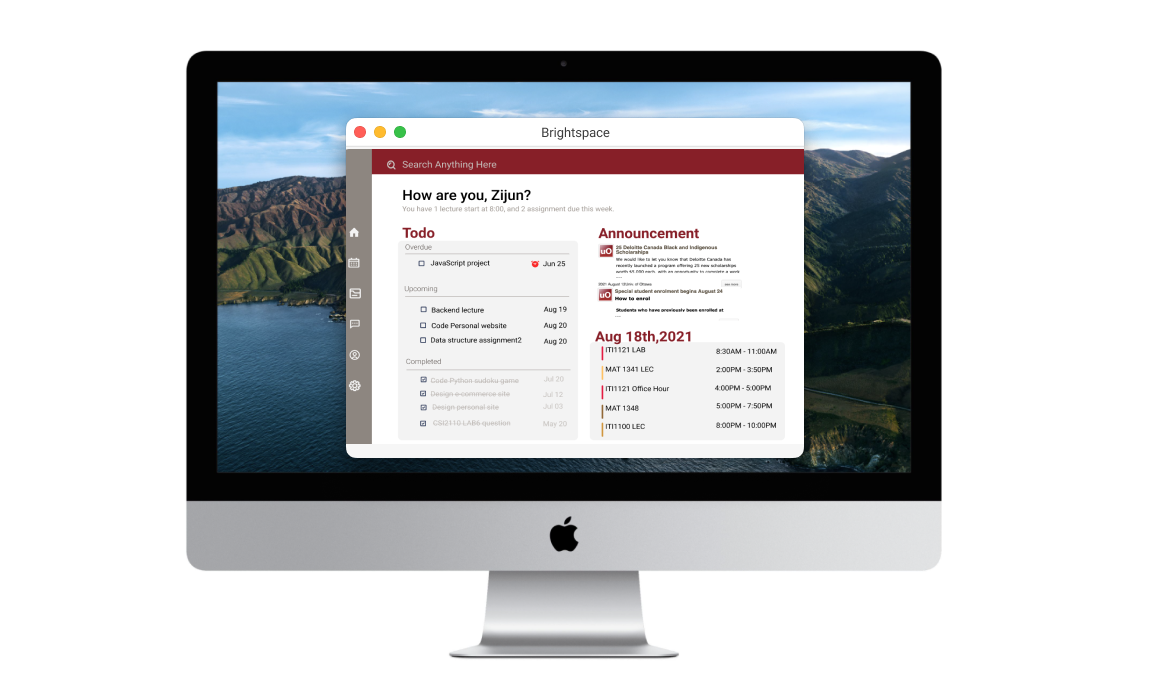 Brightspace
Search Anything Here
How are you, Zijun?
You have 1 lecture start at 8:00, and 2 assignment due this week.
Todo
Overdue
JavaScript project Jun 25
Upcoming
Backend lecture Aug 19
Code Personal website Aug 20
Data structure assignment2 Aug 20
Completed
Code Python sudoku game Jul 20
Design e-commerce site Jul 12
Design personal site Jul 03
CSI2110 LAB6 question May 20
Announcement
uO
25 Deloitte Canada Black and Indigenous
Scholarships
We would like to let you know that Deloitte Canada has
recently launched a program offering 25 new scholarships
worth $5,000 each, with an opportunity to complete a work
see more
uO
Special student enrolment begins August 24
How to enrol
Students who have previously been enrolled at
Aug 18th,2021
ITI1121 LAB 8:30AM - 11:00AM
MAT 1341 LEC 2:00PM - 3:50PM
ITI1121 Office Hour 4:00PM - 5:00PM
MAT 1348 5:00PM - 7:50PM
ITI1100 LEC 8:00PM - 10:00PM